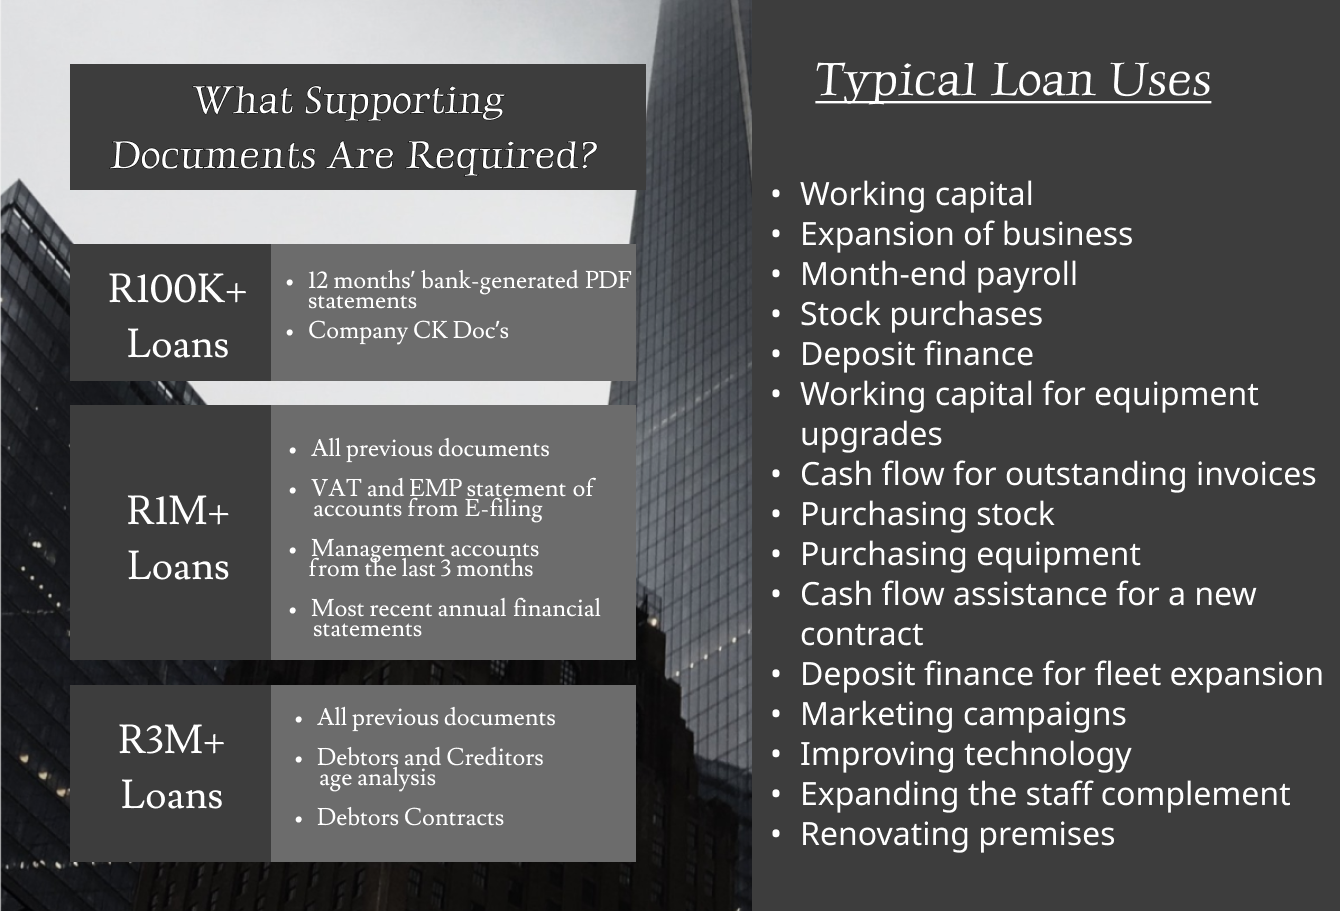 What Supporting
Documents Are Required?
R100K+
Loans
• 12 months' bank-generated PDF
statements
• Company CK Doc's
R1M+
Loans
• All previous documents
• VAT and EMP statement of
accounts from E-filing
• Management accounts
from the last 3 months
• Most recent annual financial
statements
R3M+
Loans
• All previous documents
• Debtors and Creditors
age analysis
• Debtors Contracts
Typical Loan Uses
• Working capital
• Expansion of business
• Month-end payroll
• Stock purchases
• Deposit finance
• Working capital for equipment
upgrades
• Cash flow for outstanding invoices
• Purchasing stock
• Purchasing equipment
• Cash flow assistance for a new
contract
• Deposit finance for fleet expansion
• Marketing campaigns
• Improving technology
• Expanding the staff complement
• Renovating premises